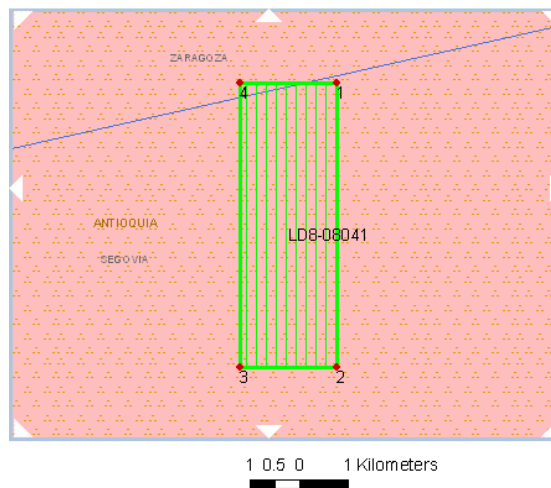 ZARAGOZA
4 1
LD8-08041
ANTIOQUIA
SEGOVIA
3 2
1 0.5 0 1 Kilometers